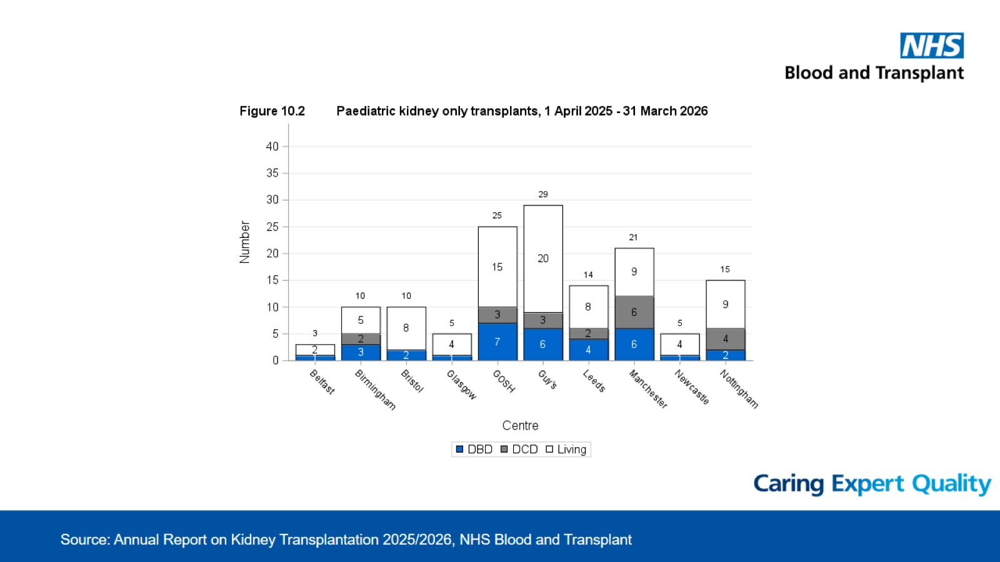 NHS
Blood and Transplant
Figure 10.2 Paediatric kidney only transplants, 1 April 2025 - 31 March 2026
Number
40
35
30
25
20
15
10
5
0
3
2
1
10
5
2
3
10
8
2
5
4
1
25
15
3
7
29
20
3
6
14
8
2
4
21
9
6
6
5
4
1
15
9
4
2
Belfast
Birmingham
Bristol
Glasgow
GOSH
Guy's
Leeds
Manchester
Newcastle
Nottingham
Centre
DBD DCD Living
Caring Expert Quality
Source: Annual Report on Kidney Transplantation 2025/2026, NHS Blood and Transplant